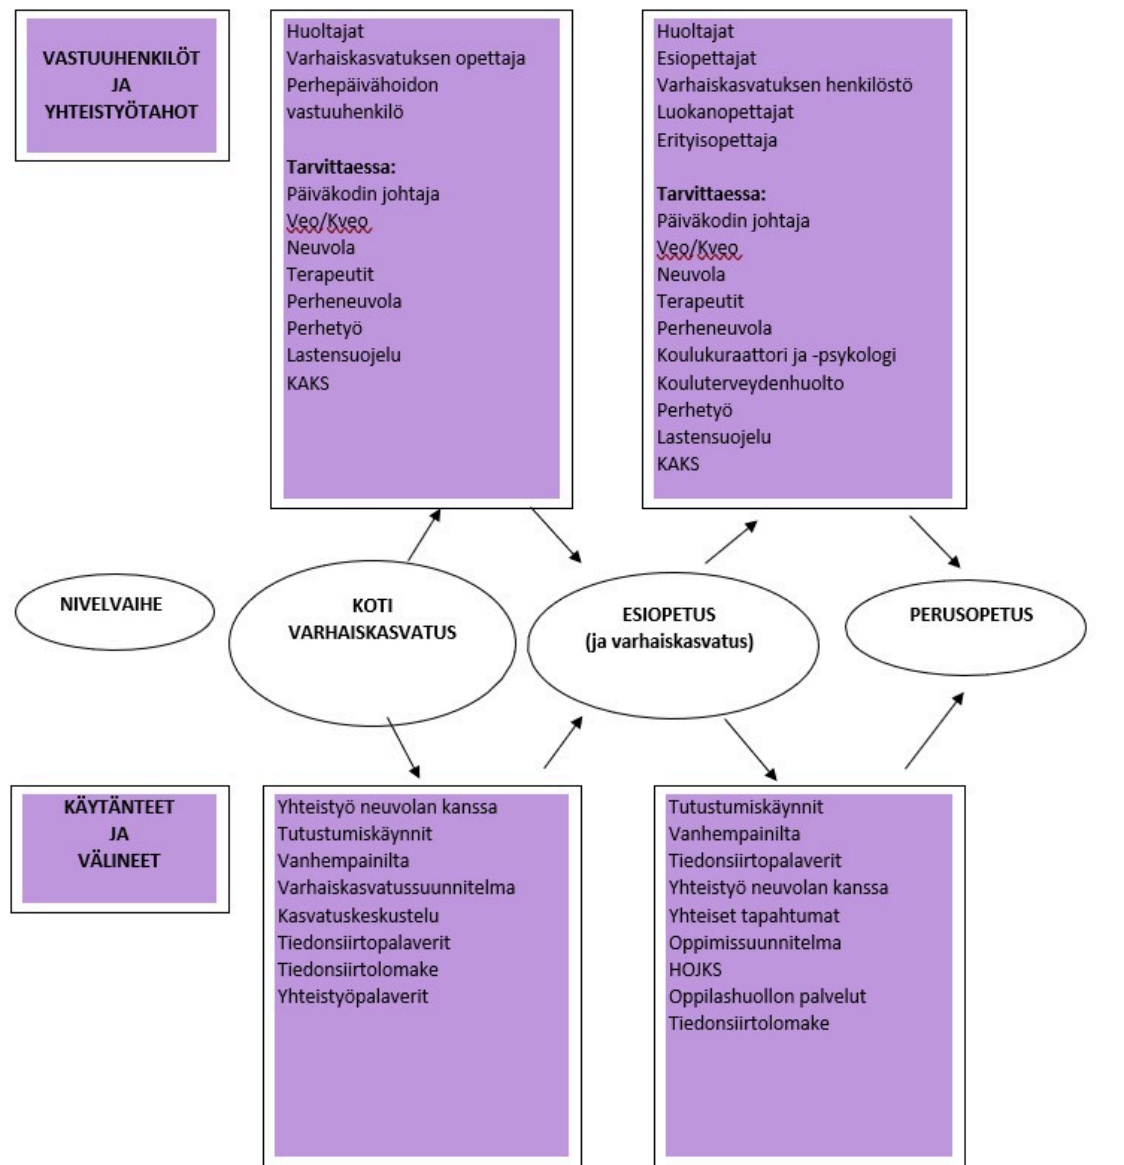 VASTUUHENKILÖT
JA
YHTEISTYÖTAHOT
Huoltajat
Varhaiskasvatuksen opettaja
Perhepäivähoidon
vastuuhenkilö
Tarvittaessa:
Päiväkodin johtaja
Veo/Kveo
Neuvola
Terapeutit
Perheneuvola
Perhetyö
Lastensuojelu
KAKS
Huoltajat
Esiopettajat
Varhaiskasvatuksen henkilöstö
Luokanopettajat
Erityisopettaja
Tarvittaessa:
Päiväkodin johtaja
Veo/Kveo
Neuvola
Terapeutit
Perheneuvola
Koulukuraattori ja -psykologi
Kouluterveydenhuolto
Perhetyö
Lastensuojelu
KAKS
NIVELVAIHE
KOTI
VARHAISKASVATUS
ESIOPETUS
(ja varhaiskasvatus)
PERUSOPETUS
KÄYTÄNTEET
JA
VÄLINEET
Yhteistyö neuvolan kanssa
Tutustumiskäynnit
Vanhempainilta
Varhaiskasvatussuunnitelma
Kasvatuskeskustelu
Tiedonsiirtopalaverit
Tiedonsiirtolomake
Yhteistyöpalaverit
Tutustumiskäynnit
Vanhempainilta
Tiedonsiirtopalaverit
Yhteistyö neuvolan kanssa
Yhteiset tapahtumat
Oppimissuunnitelma
HOJKS
Oppilashuollon palvelut
Tiedonsiirtolomake